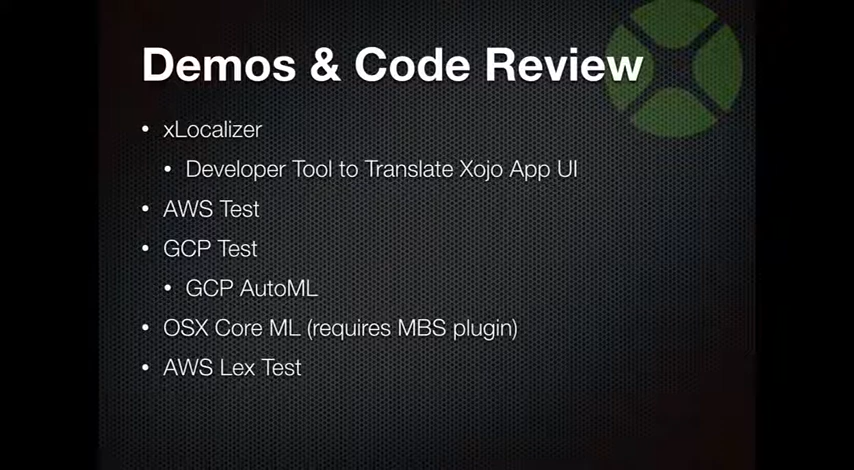 Demos & Code Review
• xLocalizer
• Developer Tool to Translate Xojo App UI
• AWS Test
• GCP Test
• GCP AutoML
• OSX Core ML (requires MBS plugin)
• AWS Lex Test